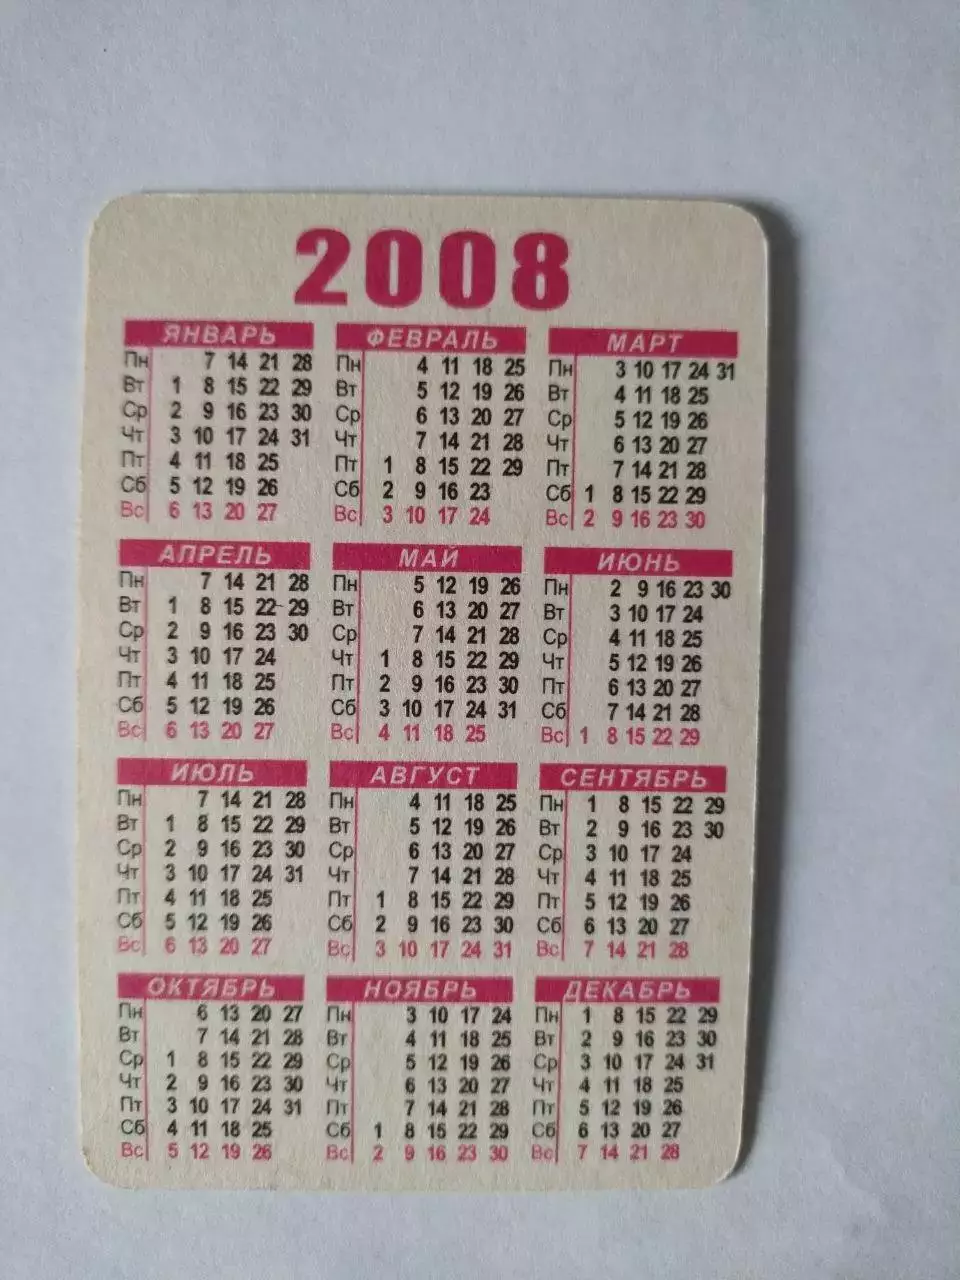 2008
ЯНВАРЬ ФЕВРАЛЬ МАРТ
Пн 7 14 21 28 Пн 4 11 18 25 Пн 3 10 17 24 31
Вт 1 8 15 22 29 Вт 5 12 19 26 Вт 4 11 18 25
Ср 2 9 16 23 30 Ср 6 13 20 27 Ср 5 12 19 26
Чт 3 10 17 24 31 Чт 7 14 21 28 Чт 6 13 20 27
Пт 4 11 18 25 Пт 1 8 15 22 29 Пт 7 14 21 28
Сб 5 12 19 26 Сб 2 9 16 23 Сб 1 8 15 22 29
Вс 6 13 20 27 Вс 3 10 17 24 Вс 2 9 16 23 30
АПРЕЛЬ МАЙ ИЮНЬ
Пн 7 14 21 28 Пн 5 12 19 26 Пн 2 9 16 23 30
Вт 1 8 15 22 29 Вт 6 13 20 27 Вт 3 10 17 24
Ср 2 9 16 23 30 Ср 7 14 21 28 Ср 4 11 18 25
Чт 3 10 17 24 Чт 1 8 15 22 29 Чт 5 12 19 26
Пт 4 11 18 25 Пт 2 9 16 23 30 Пт 6 13 20 27
Сб 5 12 19 26 Сб 3 10 17 24 31 Сб 7 14 21 28
Вс 6 13 20 27 Вс 4 11 18 25 Вс 1 8 15 22 29
ИЮЛЬ АВГУСТ СЕНТЯБРЬ
Пн 7 14 21 28 Пн 4 11 18 25 Пн 1 8 15 22 29
Вт 1 8 15 22 29 Вт 5 12 19 26 Вт 2 9 16 23 30
Ср 2 9 16 23 30 Ср 6 13 20 27 Ср 3 10 17 24
Чт 3 10 17 24 31 Чт 7 14 21 28 Чт 4 11 18 25
Пт 4 11 18 25 Пт 1 8 15 22 29 Пт 5 12 19 26
Сб 5 12 19 26 Сб 2 9 16 23 30 Сб 6 13 20 27
Вс 6 13 20 27 Вс 3 10 17 24 31 Вс 7 14 21 28
ОКТЯБРЬ НОЯБРЬ ДЕКАБРЬ
Пн 6 13 20 27 Пн 3 10 17 24 Пн 1 8 15 22 29
Вт 7 14 21 28 Вт 4 11 18 25 Вт 2 9 16 23 30
Ср 1 8 15 22 29 Ср 5 12 19 26 Ср 3 10 17 24 31
Чт 2 9 16 23 30 Чт 6 13 20 27 Чт 4 11 18 25
Пт 3 10 17 24 31 Пт 7 14 21 28 Пт 5 12 19 26
Сб 4 11 18 25 Сб 1 8 15 22 29 Сб 6 13 20 27
Вс 5 12 19 26 Вс 2 9 16 23 30 Вс 7 14 21 28